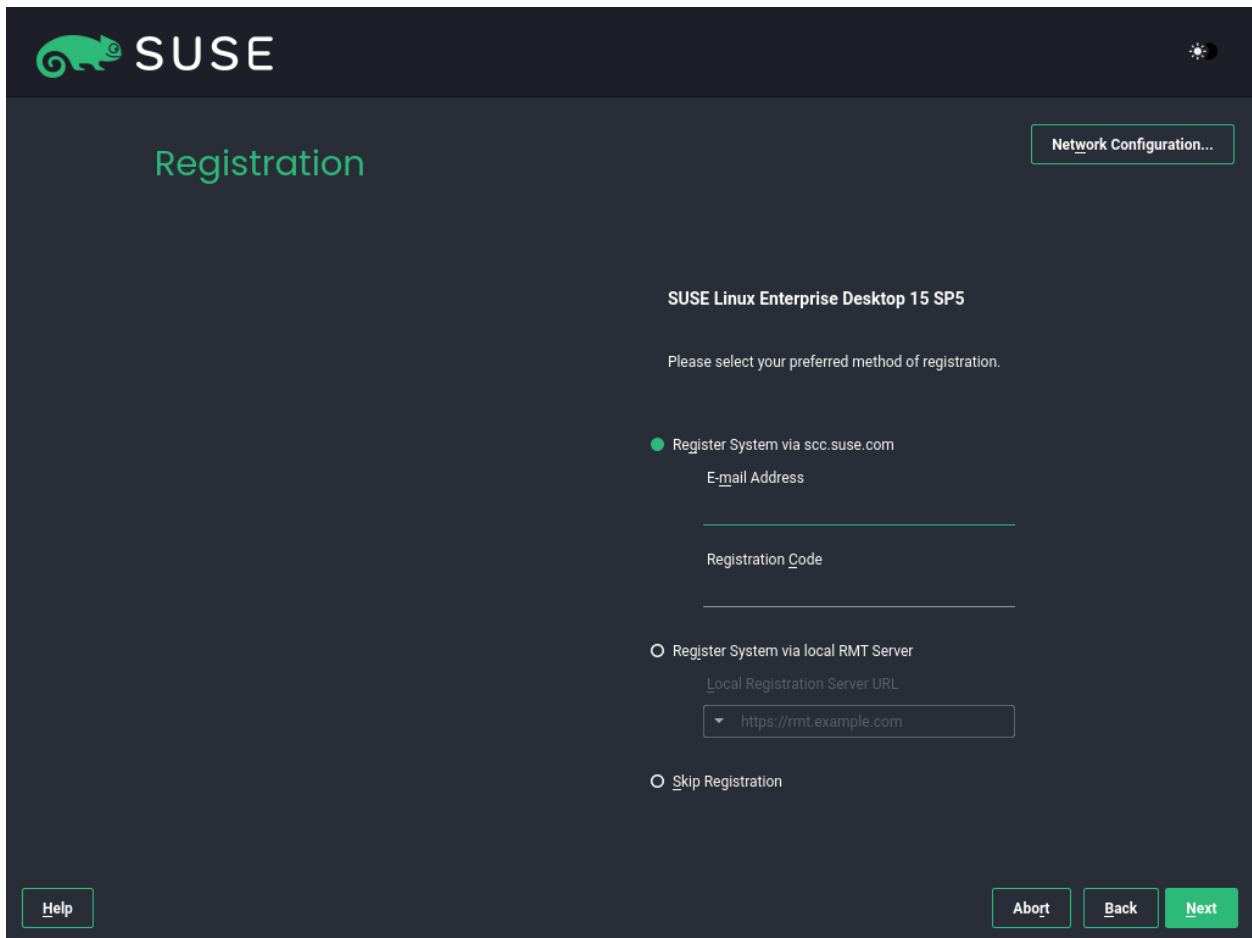 SUSE
Network Configuration...
Registration
SUSE Linux Enterprise Desktop 15 SP5
Please select your preferred method of registration.
Register System via scc.suse.com
E-mail Address
Registration Code
Register System via local RMT Server
Local Registration Server URL
https://rmt.example.com
Skip Registration
Help
Abort
Back
Next